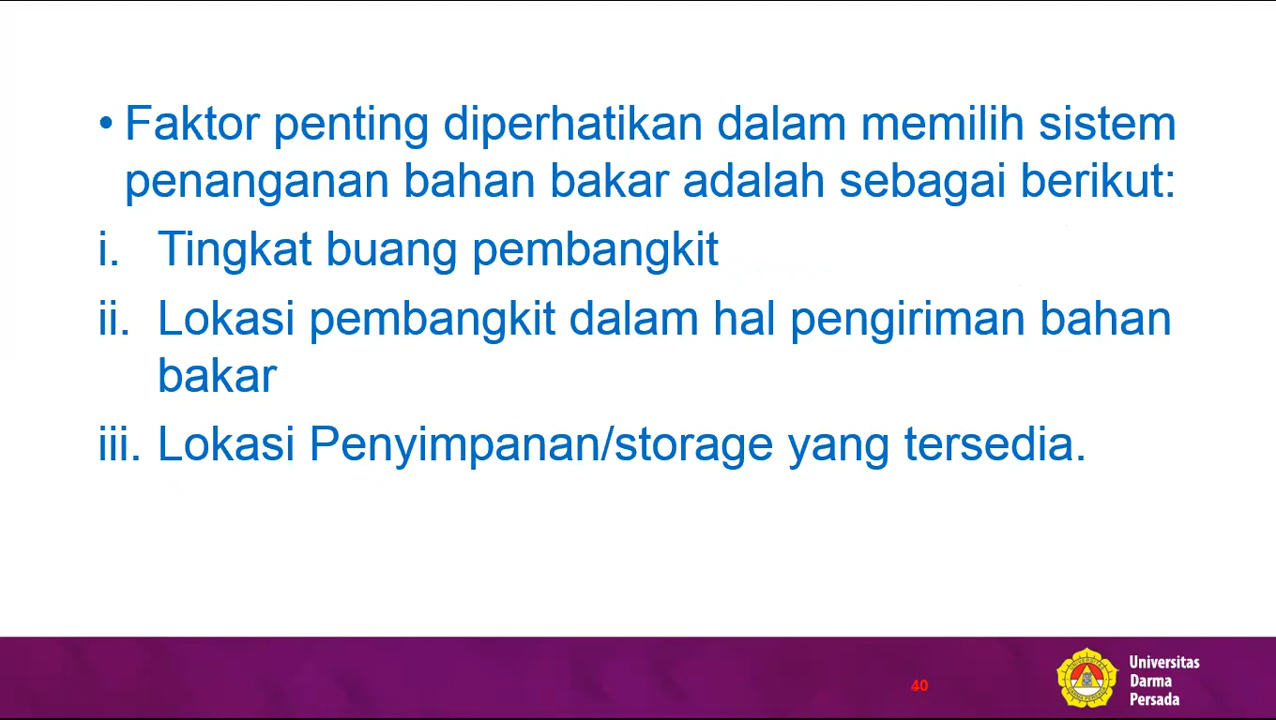 • Faktor penting diperhatikan dalam memilih sistem
penanganan bahan bakar adalah sebagai berikut:
i. Tingkat buang pembangkit
ii. Lokasi pembangkit dalam hal pengiriman bahan
bakar
iii. Lokasi Penyimpanan/storage yang tersedia.
40
Universitas
Darma
Persada